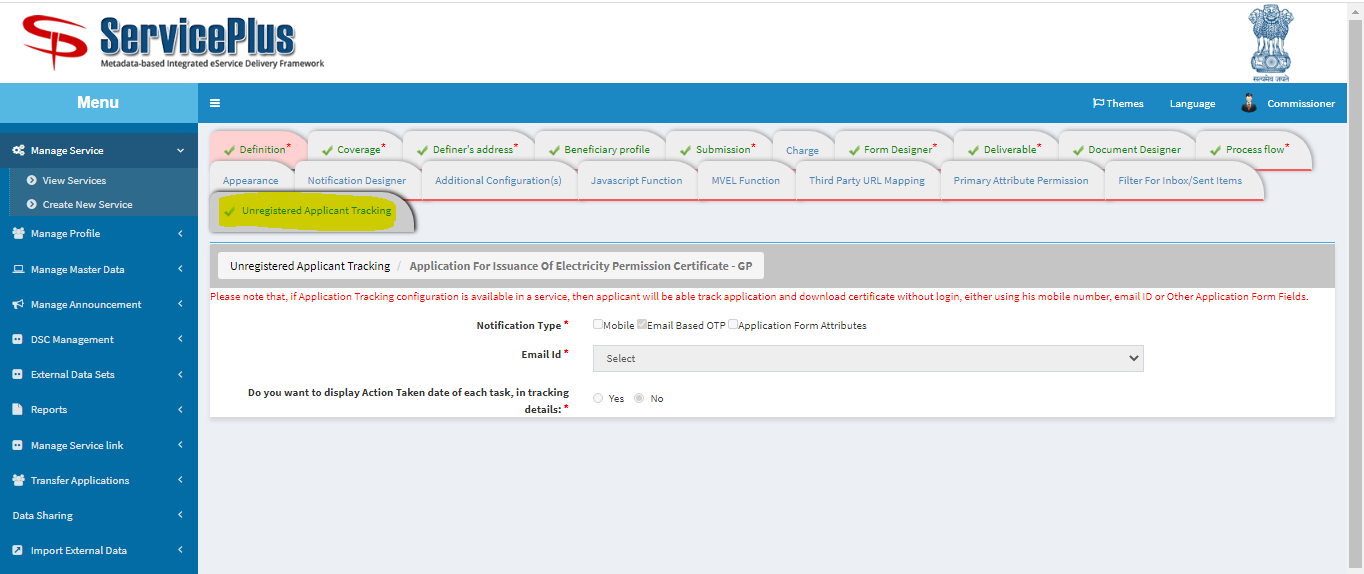 ServicePlus
Metadata-based Integrated eService Delivery Framework
सत्यमेव जयते
Menu
Themes Language Commissioner
Manage Service
View Services
Create New Service
Manage Profile
Manage Master Data
Manage Announcement
DSC Management
External Data Sets
Reports
Manage Service link
Transfer Applications
Data Sharing
Import External Data
Definition* Coverage* Definer's address* Beneficiary profile Submission* Charge Form Designer* Deliverable* Document Designer Process flow*
Appearance Notification Designer Additional Configuration(s) Javascript Function MVEL Function Third Party URL Mapping Primary Attribute Permission Filter For Inbox/Sent Items
Unregistered Applicant Tracking
Unregistered Applicant Tracking / Application For Issuance Of Electricity Permission Certificate - GP
Please note that, if Application Tracking configuration is available in a service, then applicant will be able track application and download certificate without login, either using his mobile number, email ID or Other Application Form Fields.
Notification Type * Mobile Email Based OTP Application Form Attributes
Email Id * Select
Do you want to display Action Taken date of each task, in tracking
details: * Yes No